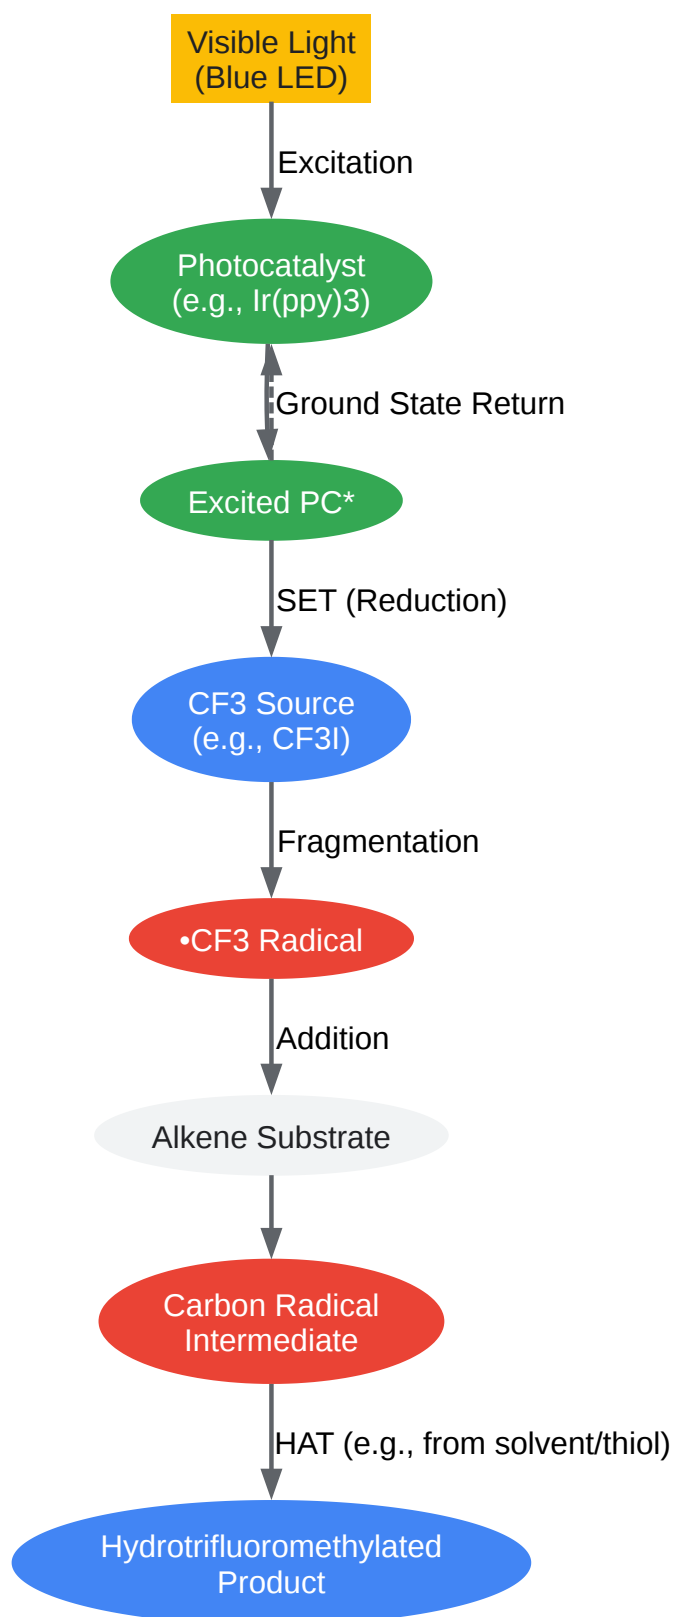 Visible Light
(Blue LED)
Excitation
Photocatalyst
(e.g., Ir(ppy)3)
Ground State Return
Excited PC*
SET (Reduction)
CF3 Source
(e.g., CF3I)
Fragmentation
•CF3 Radical
Addition
Alkene Substrate
Carbon Radical
Intermediate
HAT (e.g., from solvent/thiol)
Hydrotrifluoromethylated
Product